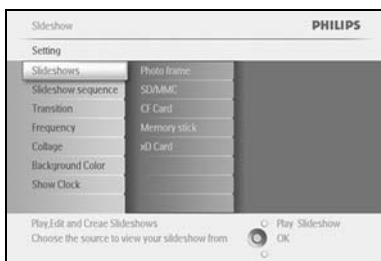 Slideshow
PHILIPS
Setting
Slideshows
Photo frame
Slideshow sequence
SD/MMC
Transition
CF Card
Frequency
Memory stick
Collage
xD Card
Background Color
Show Clock
Play,Edit and Creae Slideshows
Play Slideshow
Choose the source to view your slideshow from
OK